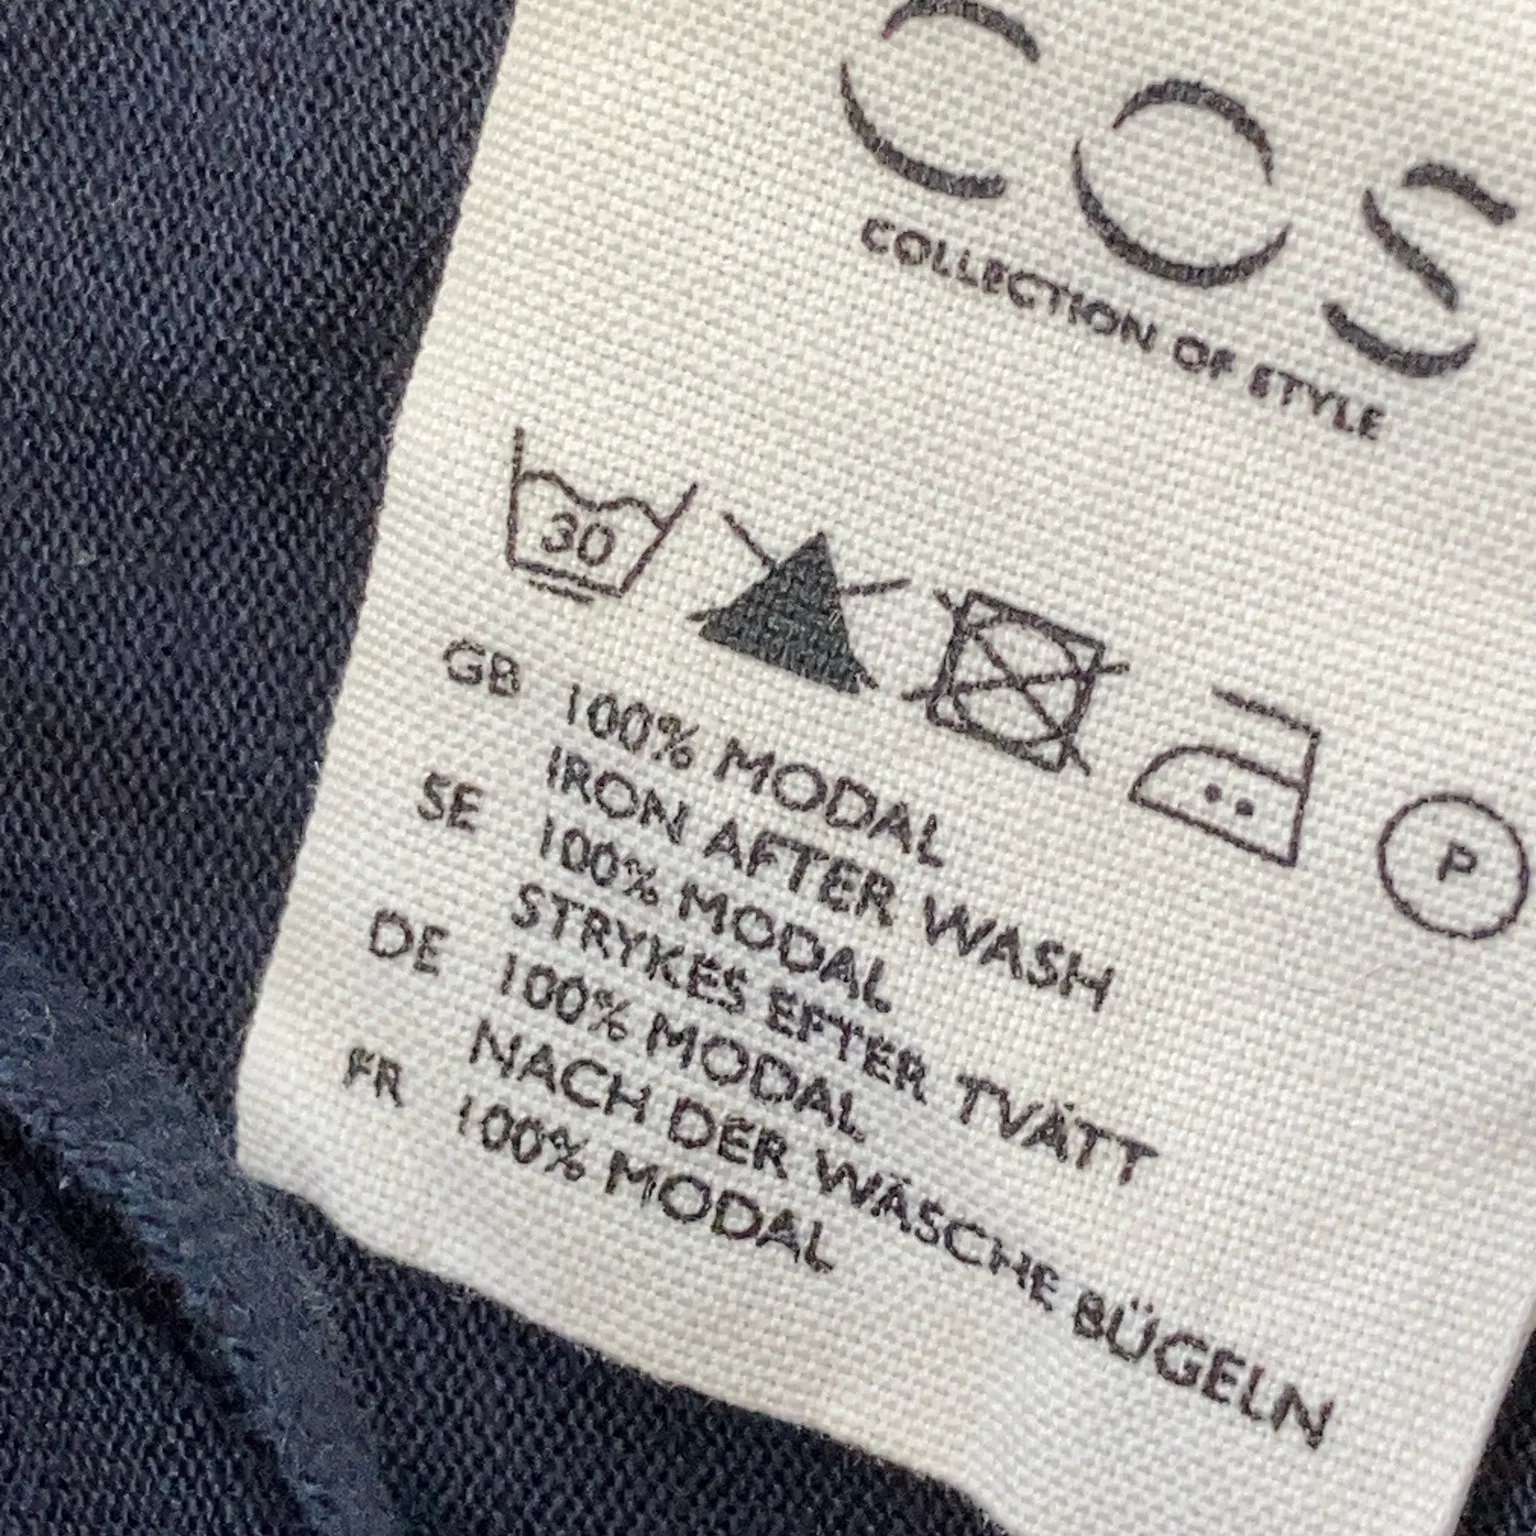 COS
COLLECTION OF STYLE
30
P
GB 100% MODAL
IRON AFTER WASH
SE 100% MODAL
STRYKES EFTER TVÄTT
DE 100% MODAL
NACH DER WÄSCHE BÜGELN
FR 100% MODAL